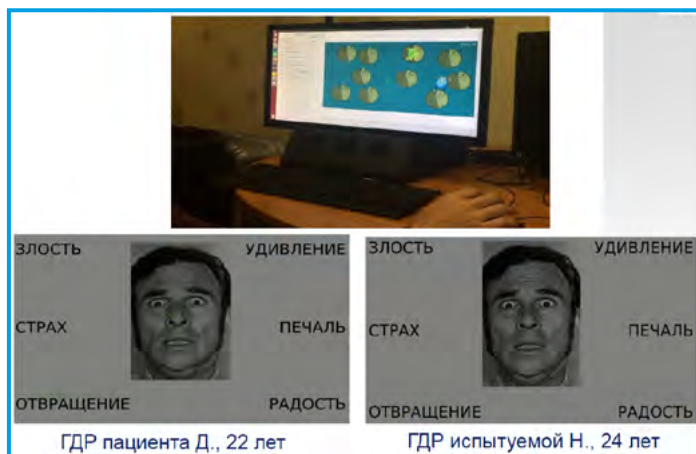 ЗЛОСТЬ УДИВЛЕНИЕ
СТРАХ ПЕЧАЛЬ
ОТВРАЩЕНИЕ РАДОСТЬ
ГДР пациента Д., 22 лет
ЗЛОСТЬ УДИВЛЕНИЕ
СТРАХ ПЕЧАЛЬ
ОТВРАЩЕНИЕ РАДОСТЬ
ГДР испытуемой Н., 24 лет